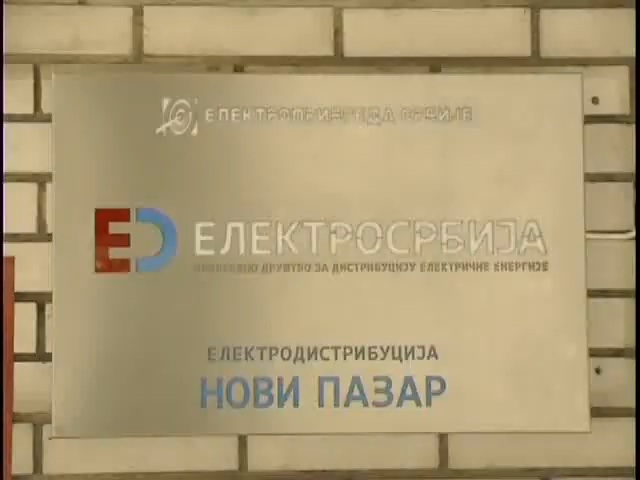 ЕЛЕКТРОПРИВРЕДА СРБИЈЕ
ЕЛЕКТРОСРБИЈА
ПРИВРЕДНО ДРУШТВО ЗА ДИСТРИБУЦИЈУ ЕЛЕКТРИЧНЕ ЕНЕРГИЈЕ
ЕЛЕКТРОДИСТРИБУЦИЈА
НОВИ ПАЗАР